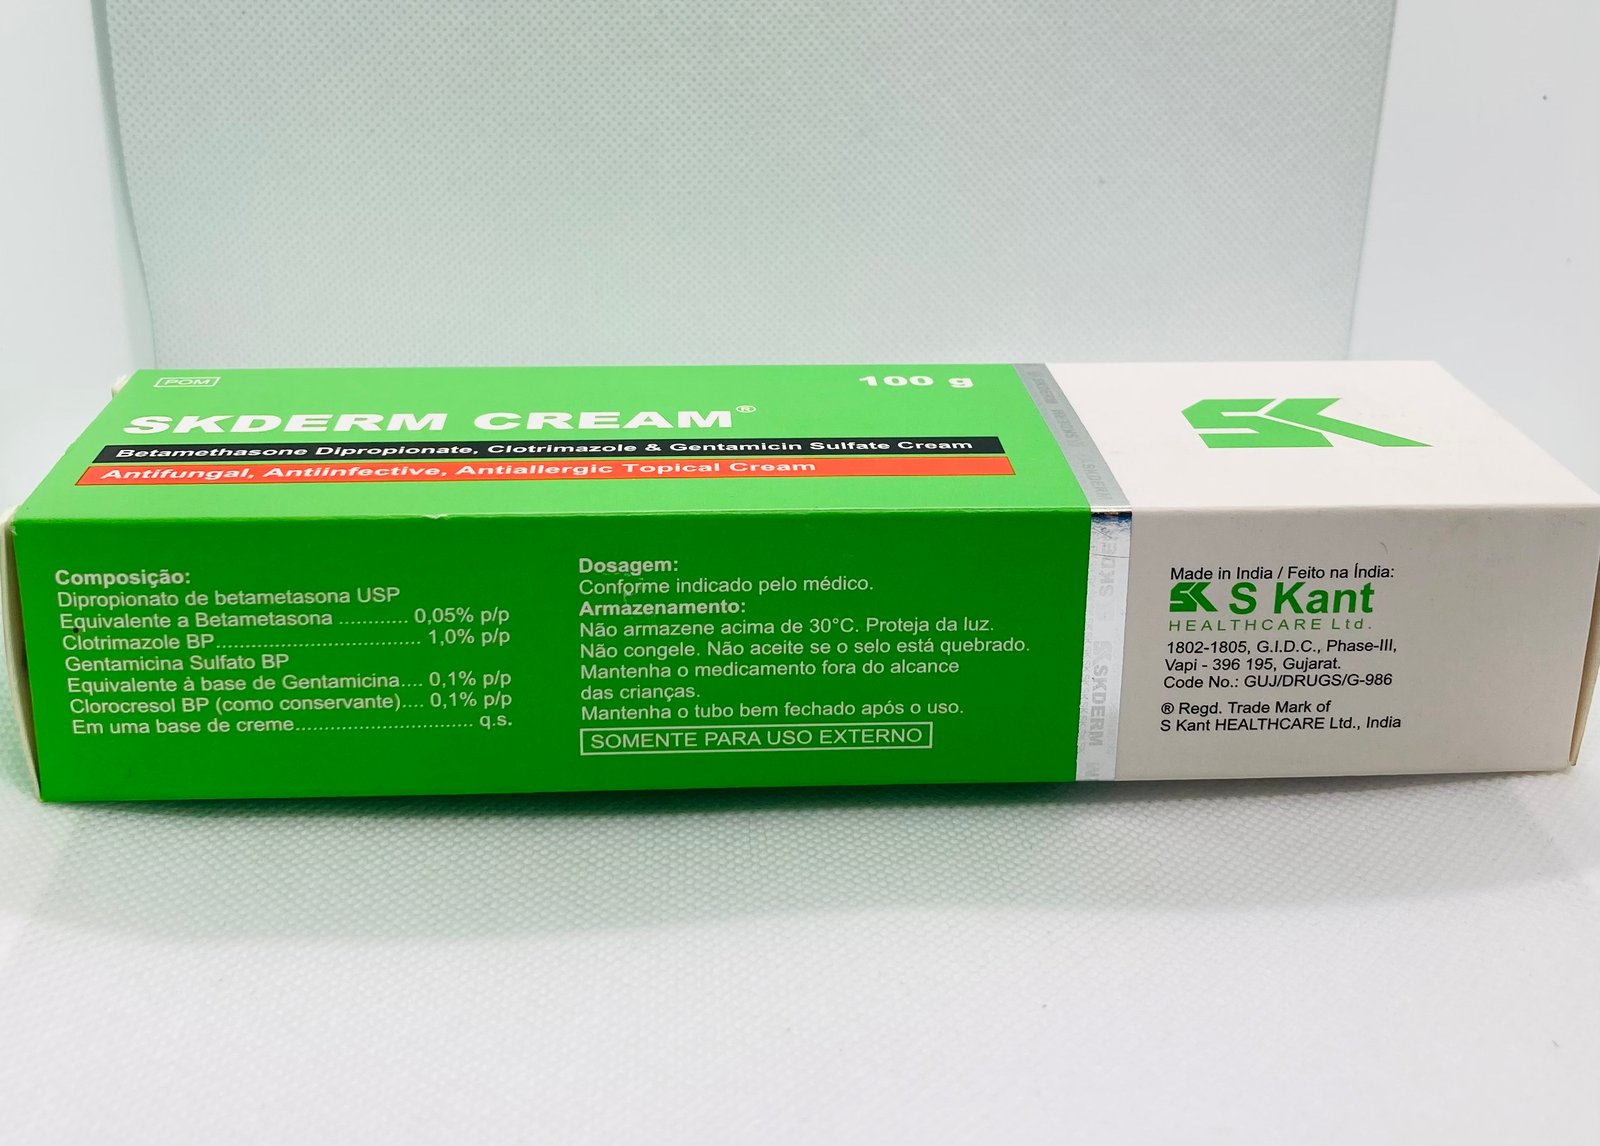 POM
100 g
SKDERM CREAM®
Betamethasone Dipropionate, Clotrimazole & Gentamicin Sulfate Cream
Antifungal, Antiinfective, Antiallergic Topical Cream
SK
Composição:
Dipropionato de betametasona USP
Equivalente a Betametasona ............ 0,05% p/p
Clotrimazole BP................................... 1,0% p/p
Gentamicina Sulfato BP
Equivalente à base de Gentamicina.... 0,1% p/p
Clorocresol BP (como conservante).... 0,1% p/p
Em uma base de creme............................... q.s.
Dosagem:
Conforme indicado pelo médico.
Armazenamento:
Não armazene acima de 30°C. Proteja da luz.
Não congele. Não aceite se o selo está quebrado.
Mantenha o medicamento fora do alcance
das crianças.
Mantenha o tubo bem fechado após o uso.
SOMENTE PARA USO EXTERNO
SKDERM
SKDERM
Made in India / Feito na Índia:
SK S Kant
HEALTHCARE Ltd.
1802-1805, G.I.D.C., Phase-III,
Vapi - 396 195, Gujarat.
Code No.: GUJ/DRUGS/G-986
® Regd. Trade Mark of
S Kant HEALTHCARE Ltd., India